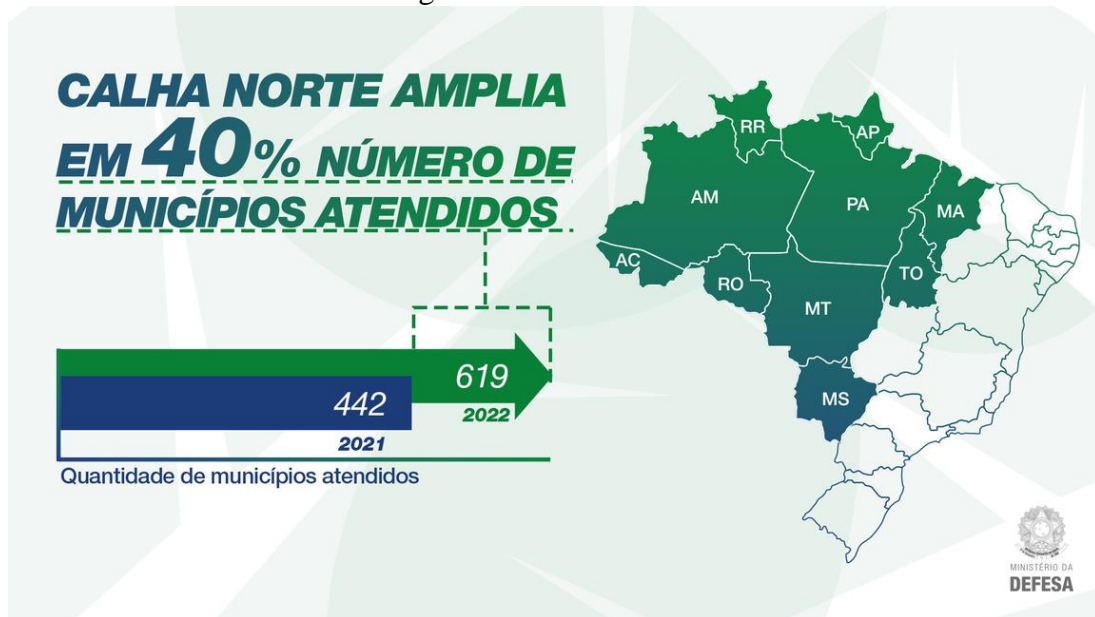 CALHA NORTE AMPLIA
EM 40% NÚMERO DE
MUNICÍPIOS ATENDIDOS
619
2022
442
2021
Quantidade de municípios atendidos
RR
AP
AM
PA
MA
AC
RO
TO
MT
MS
MINISTÉRIO DA
DEFESA